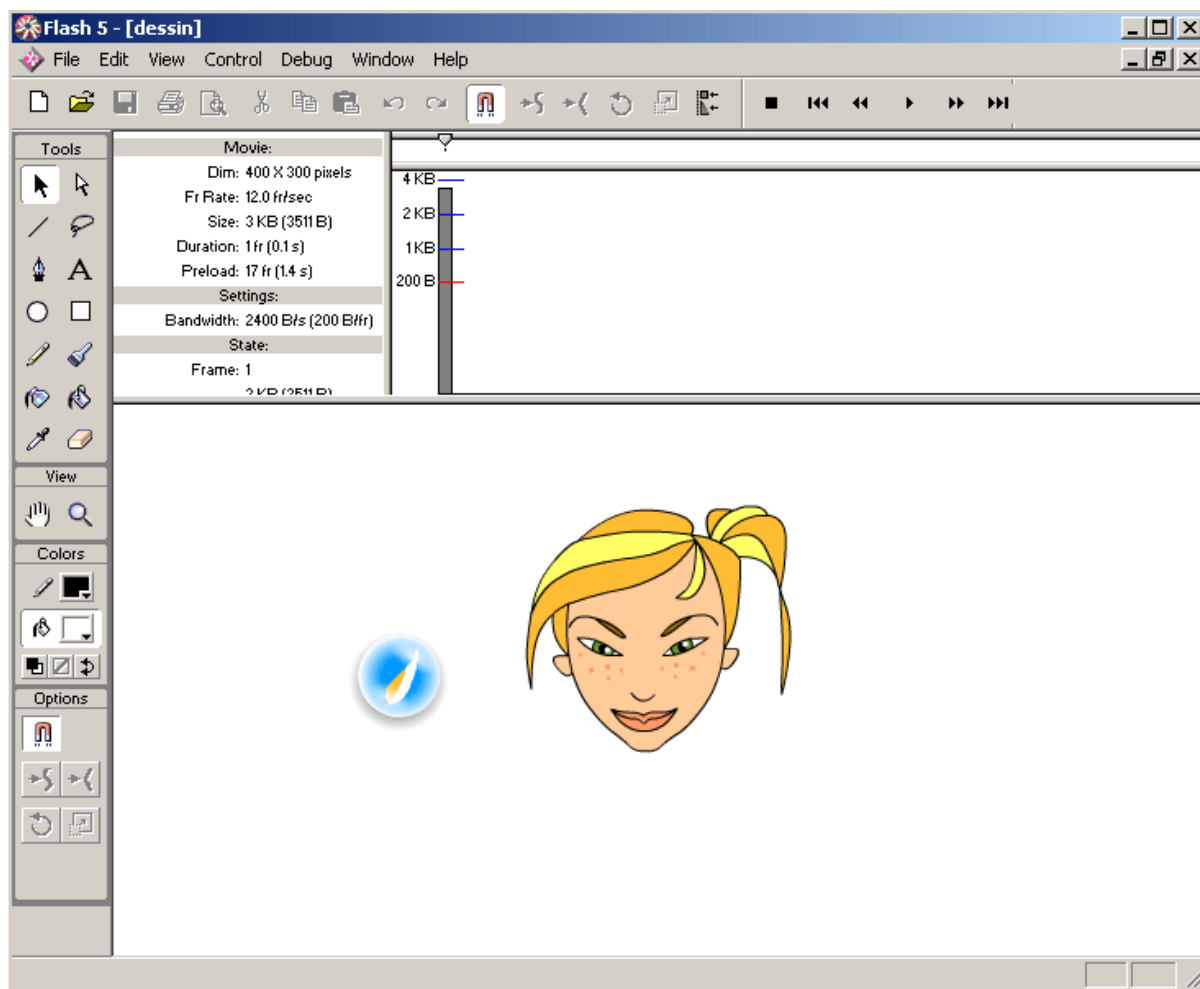 Flash 5 - [dessin]
File Edit View Control Debug Window Help
Tools
Movie:
Dim: 400 X 300 pixels
Fr Rate: 12.0 fr/sec
Size: 3 KB (3511 B)
Duration: 1 fr (0.1 s)
Preload: 17 fr (1.4 s)
Settings:
Bandwidth: 2400 B/s (200 B/fr)
State:
Frame: 1
4 KB
2 KB
1 KB
200 B
View
Colors
Options